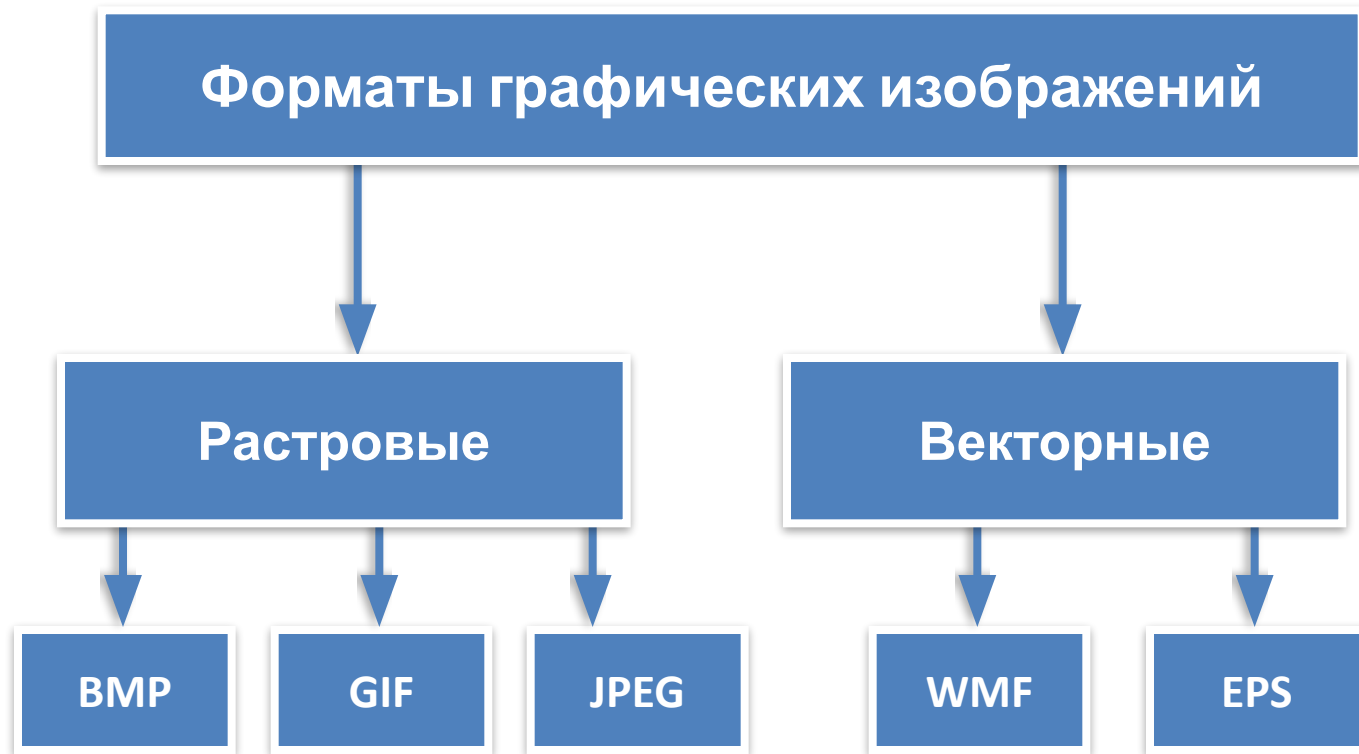 Форматы графических изображений
Растровые
Векторные
BMP
GIF
JPEG
WMF
EPS